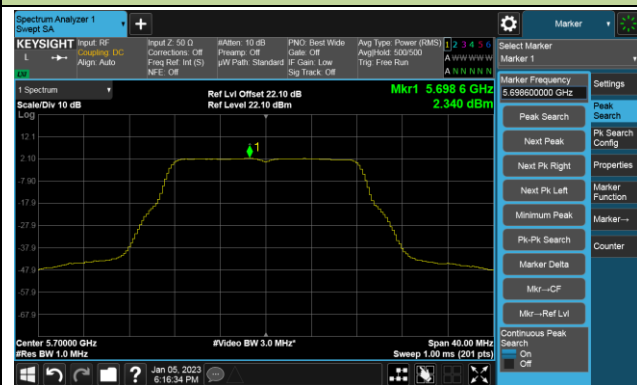 Spectrum Analyzer 1
Swept SA
Marker
KEYSIGHT
Input: RF
Coupling: DC
Align: Auto
Input Z: 50 Ω
Corrections: Off
Freq Ref: Int (S)
NFE: Off
#Atten: 10 dB
Preamp: Off
µW Path: Standard
PNO: Best Wide
Gate: Off
IF Gain: Low
Sig Track: Off
Avg Type: Power (RMS)
Avg|Hold: 500/500
Trig: Free Run
1 2 3 4 5 6
A W W W W W
A N N N N N
L
Select Marker
Marker 1
1 Spectrum
Scale/Div 10 dB
Log
Ref Lvl Offset 22.10 dB
Ref Level 22.10 dBm
Mkr1 5.698 6 GHz
2.340 dBm
1
12.1
2.10
-7.90
-17.9
-27.9
-37.9
-47.9
-57.9
-67.9
Center 5.70000 GHz
#Res BW 1.0 MHz
#Video BW 3.0 MHz*
Span 40.00 MHz
Sweep 1.00 ms (201 pts)
Marker Frequency
5.698600000 GHz
Peak Search
Next Peak
Next Pk Right
Next Pk Left
Minimum Peak
Pk-Pk Search
Marker Delta
Mkr→CF
Mkr→Ref Lvl
Continuous Peak
Search
On
Off
Settings
Peak
Search
Pk Search
Config
Properties
Marker
Function
Marker→
Counter
Jan 05, 2023
6:16:34 PM